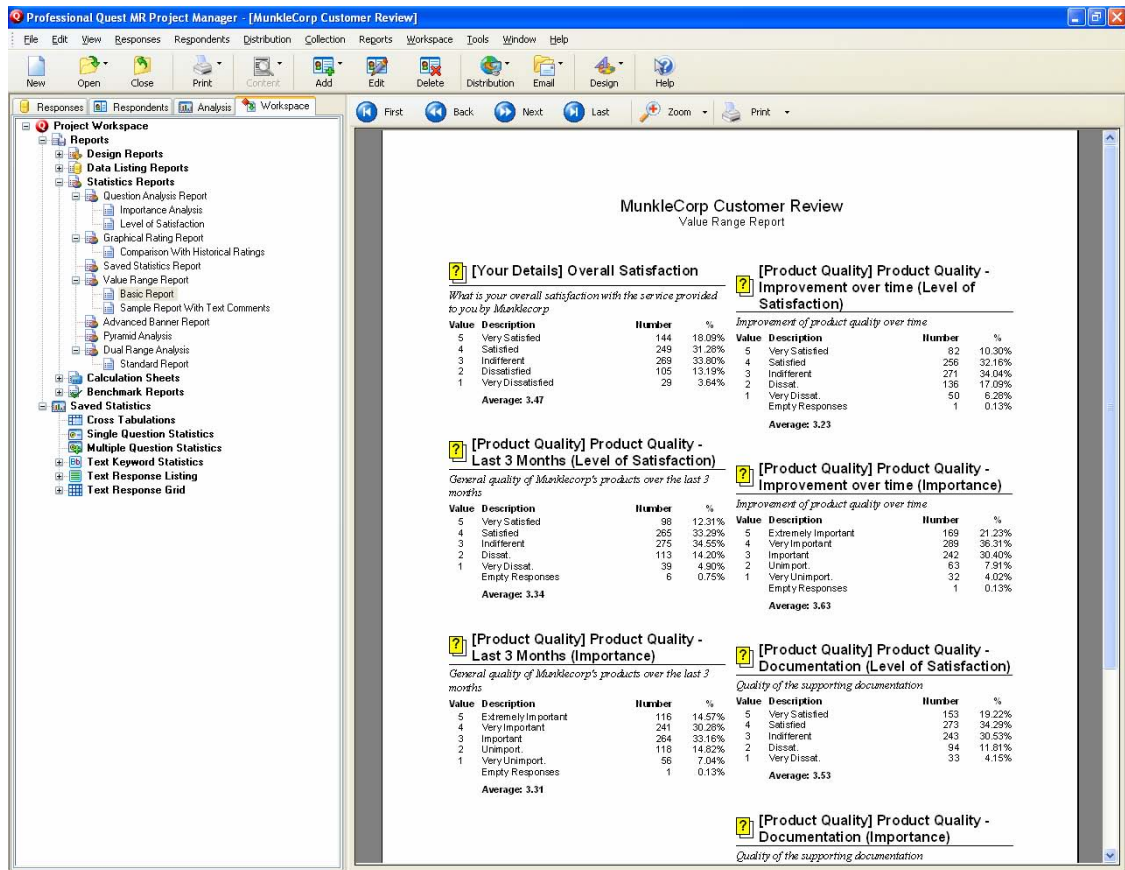 Professional Quest MR Project Manager - [MunkleCorp Customer Review]
File Edit View Responses Respondents Distribution Collection Reports Workspace Tools Window Help
New Open Close Print Content Add Edit Delete Distribution Email Design Help
Responses Respondents Analysis Workspace
First Back Next Last Zoom Print
Project Workspace
Reports
Design Reports
Data Listing Reports
Statistics Reports
Question Analysis Report
Importance Analysis
Level of Satisfaction
Graphical Rating Report
Comparison With Historical Ratings
Saved Statistics Report
Value Range Report
Basic Report
Sample Report With Text Comments
Advanced Banner Report
Pyramid Analysis
Dual Range Analysis
Standard Report
Calculation Sheets
Benchmark Reports
Saved Statistics
Cross Tabulations
Single Question Statistics
Multiple Question Statistics
Text Keyword Statistics
Text Response Listing
Text Response Grid
MunkleCorp Customer Review
Value Range Report
[Your Details] Overall Satisfaction
What is your overall satisfaction with the service provided
to you by Munklecorp
Value Description Number %
5 Very Satisfied 144 18.09%
4 Satisfied 249 31.28%
3 Indifferent 269 33.80%
2 Dissatisfied 105 13.19%
1 Very Dissatisfied 29 3.64%
Average: 3.47
[Product Quality] Product Quality -
Last 3 Months (Level of Satisfaction)
General quality of Munklecorp's products over the last 3
months
Value Description Number %
5 Very Satisfied 98 12.31%
4 Satisfied 265 33.29%
3 Indifferent 275 34.55%
2 Dissat. 113 14.20%
1 Very Dissat. 39 4.90%
Empty Responses 6 0.75%
Average: 3.34
[Product Quality] Product Quality -
Last 3 Months (Importance)
General quality of Munklecorp's products over the last 3
months
Value Description Number %
5 Extremely Important 116 14.57%
4 Very Important 241 30.28%
3 Important 264 33.16%
2 Unimport. 118 14.82%
1 Very Unimport. 56 7.04%
Empty Responses 1 0.13%
Average: 3.31
[Product Quality] Product Quality -
Improvement over time (Level of
Satisfaction)
Improvement of product quality over time
Value Description Number %
5 Very Satisfied 82 10.30%
4 Satisfied 256 32.16%
3 Indifferent 271 34.04%
2 Dissat. 136 17.09%
1 Very Dissat. 50 6.28%
Empty Responses 1 0.13%
Average: 3.23
[Product Quality] Product Quality -
Improvement over time (Importance)
Improvement of product quality over time
Value Description Number %
5 Extremely Important 169 21.23%
4 Very Important 289 36.31%
3 Important 242 30.40%
2 Unimport. 63 7.91%
1 Very Unimport. 32 4.02%
Empty Responses 1 0.13%
Average: 3.63
[Product Quality] Product Quality -
Documentation (Level of Satisfaction)
Quality of the supporting documentation
Value Description Number %
5 Very Satisfied 153 19.22%
4 Satisfied 273 34.29%
3 Indifferent 243 30.53%
2 Dissat. 94 11.81%
1 Very Dissat. 33 4.15%
Average: 3.53
[Product Quality] Product Quality -
Documentation (Importance)
Quality of the supporting documentation